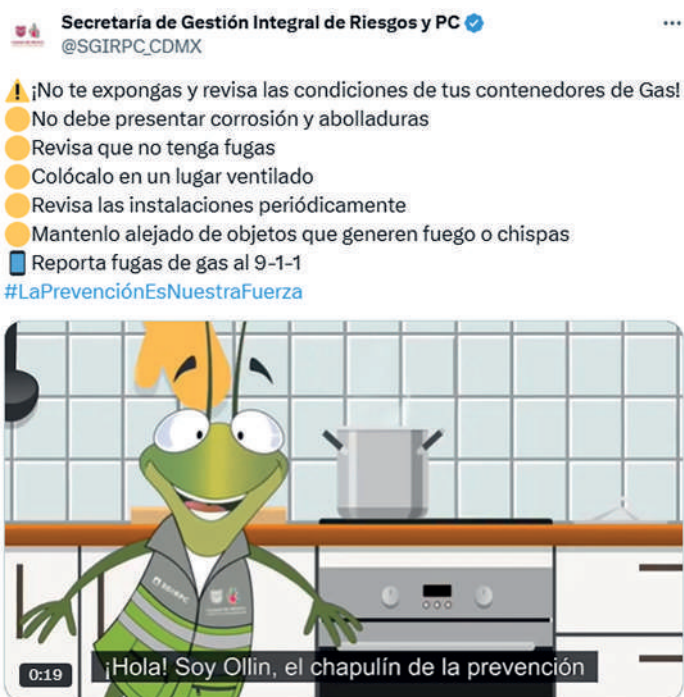 Secretaría de Gestión Integral de Riesgos y PC
@SGIRPC_CDMX
¡No te expongas y revisa las condiciones de tus contenedores de Gas!
No debe presentar corrosión y abolladuras
Revisa que no tenga fugas
Colócalo en un lugar ventilado
Revisa las instalaciones periódicamente
Mantenlo alejado de objetos que generen fuego o chispas
Reporta fugas de gas al 9-1-1
#LaPrevenciónEsNuestraFuerza
SGIRPC
0:19
¡Hola! Soy Ollin, el chapulín de la prevención